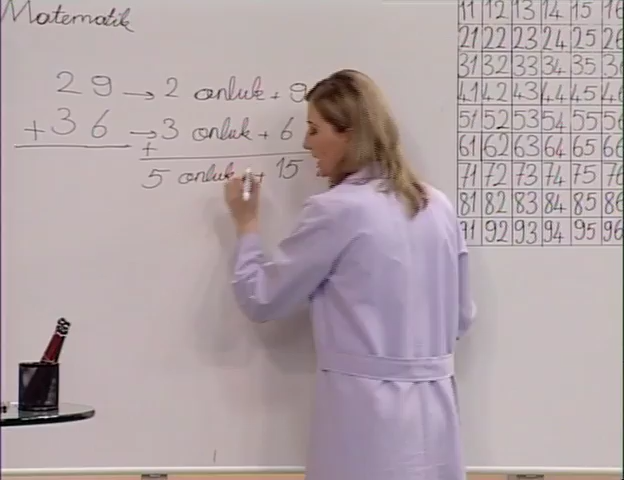 Matematik
29 → 2 onluk + 9
+36 → 3 onluk + 6
+
5 onluk + 15
11 12 13 14 15 16
21 22 23 24 25 26
31 32 33 34 35 36
41 42 43 44 45 46
51 52 53 54 55 56
61 62 63 64 65 66
71 72 73 74 75 76
81 82 83 84 85 86
91 92 93 94 95 96